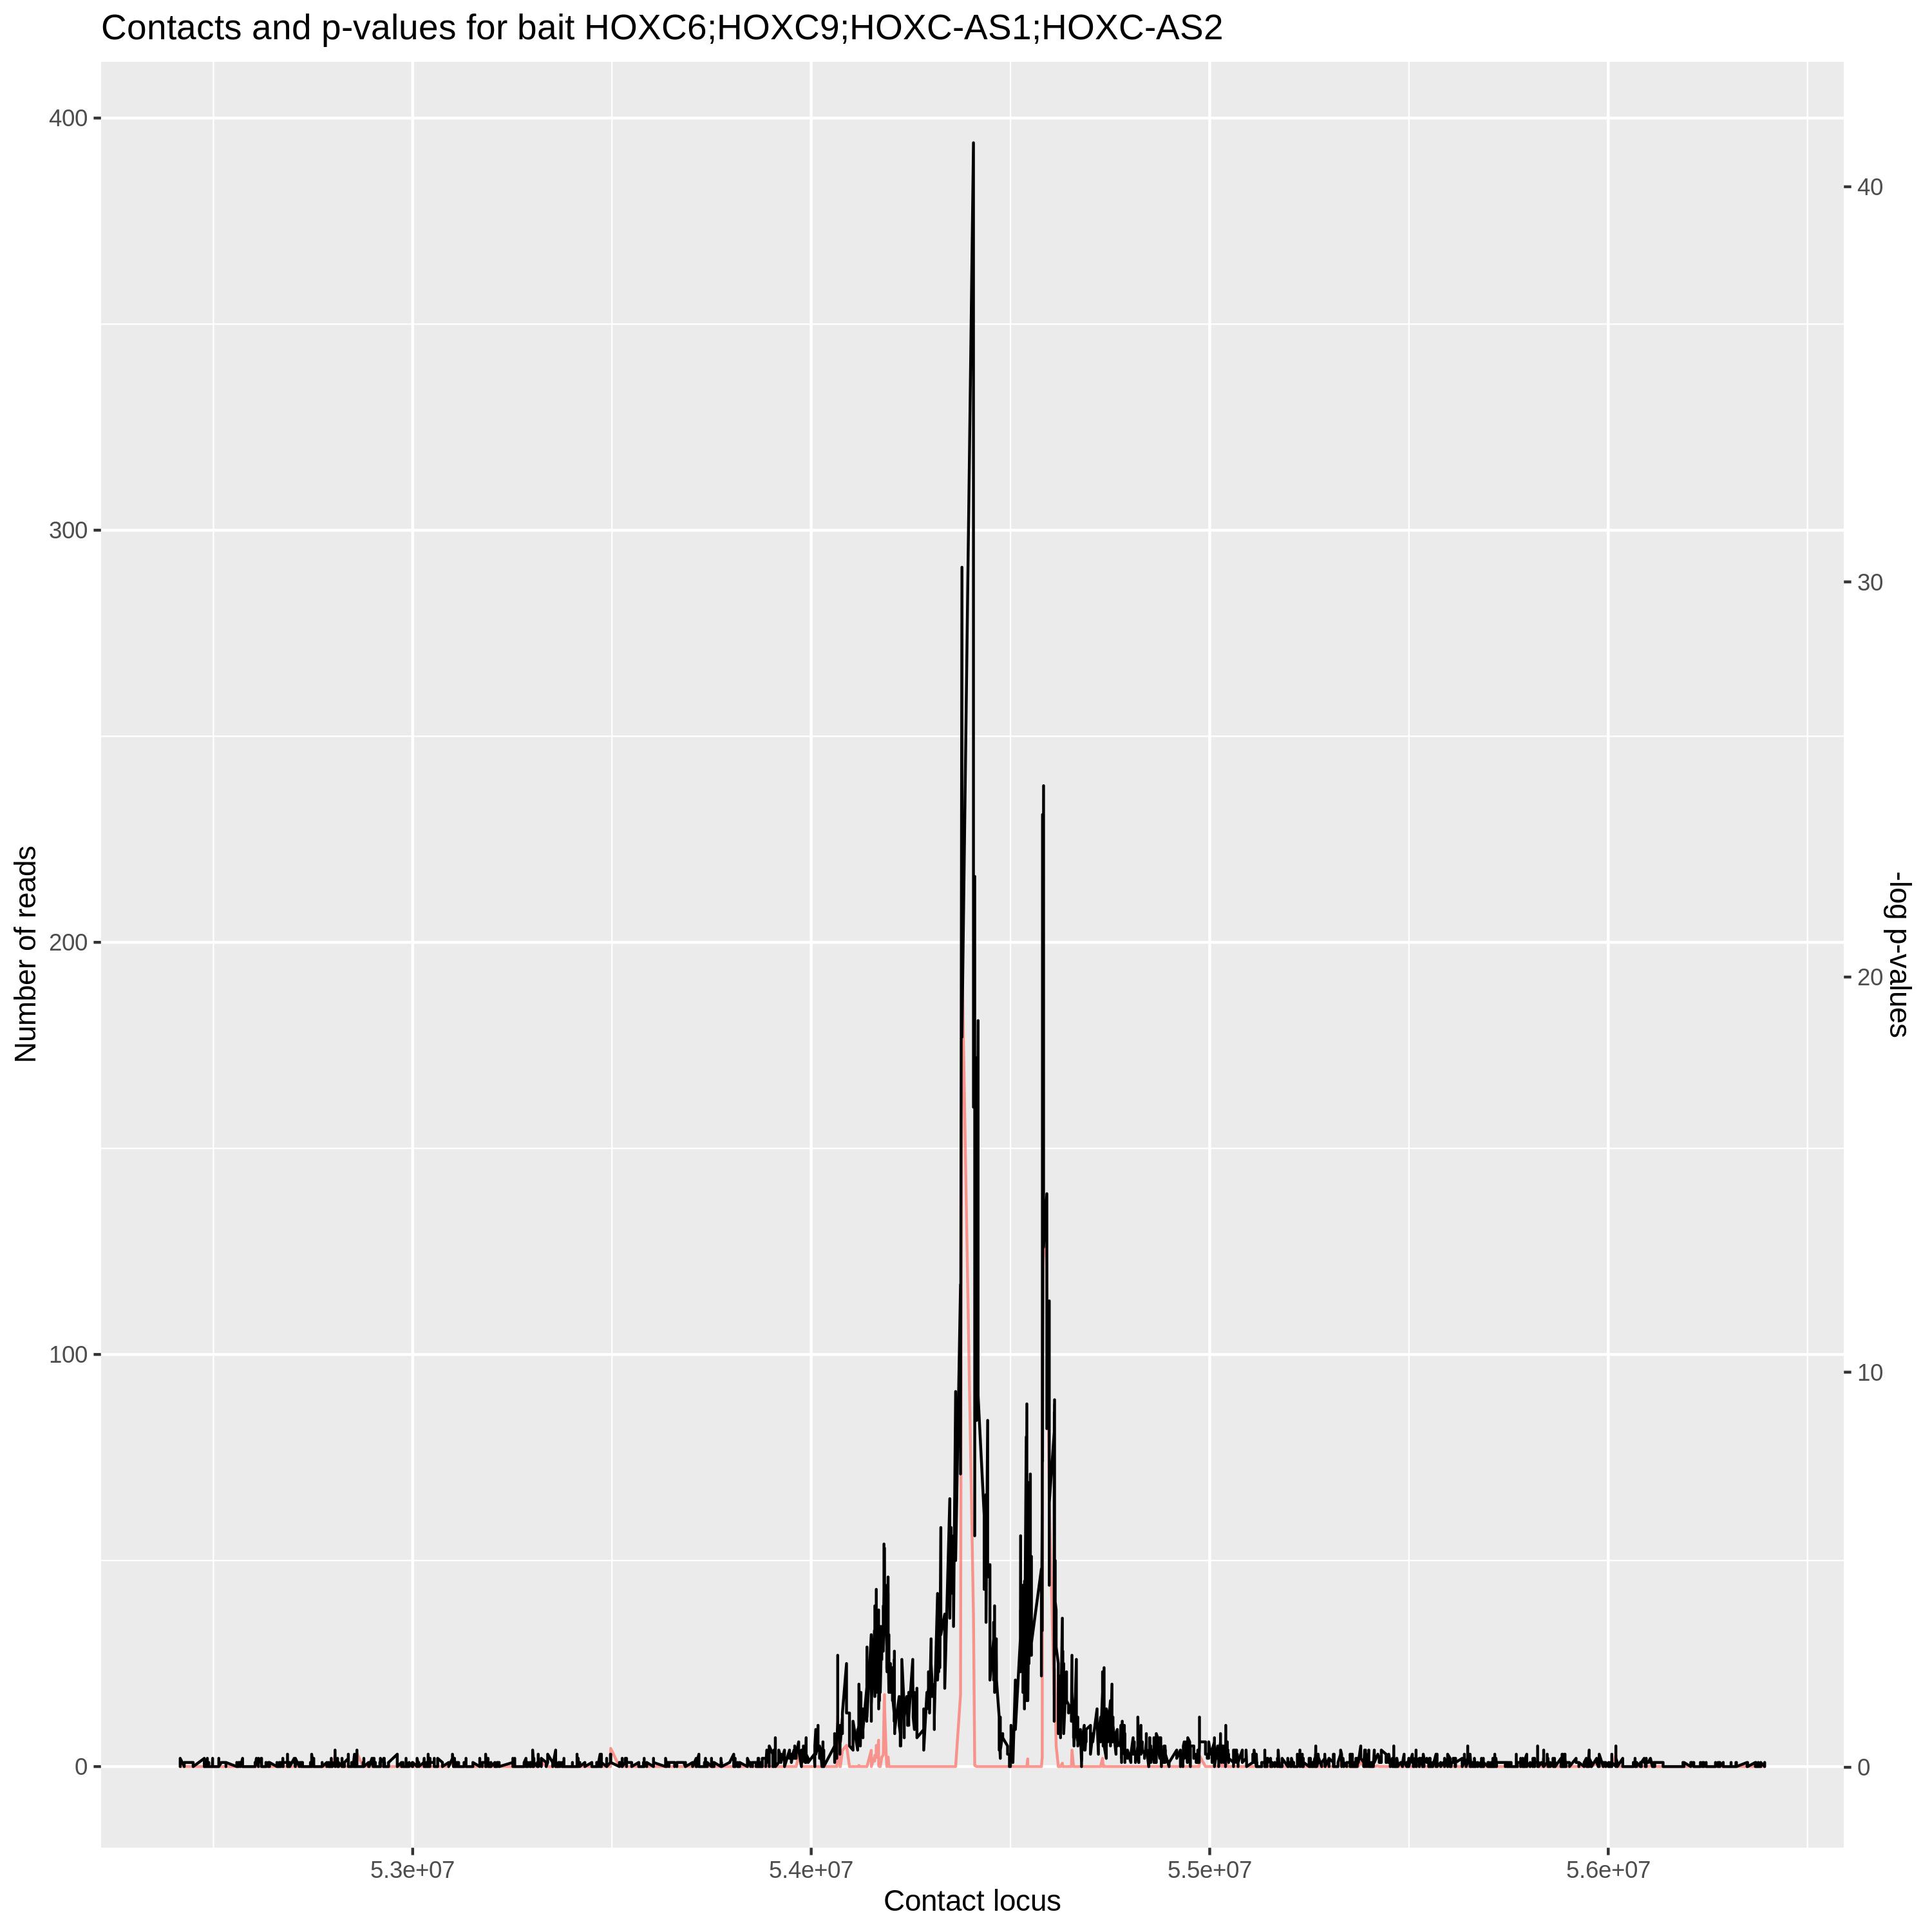 Contacts and p-values for bait HOXC6;HOXC9;HOXC-AS1;HOXC-AS2
400
300
200
100
0
Number of reads
40
30
20
10
0
-log p-values
5.3e+07
5.4e+07
5.5e+07
5.6e+07
Contact locus